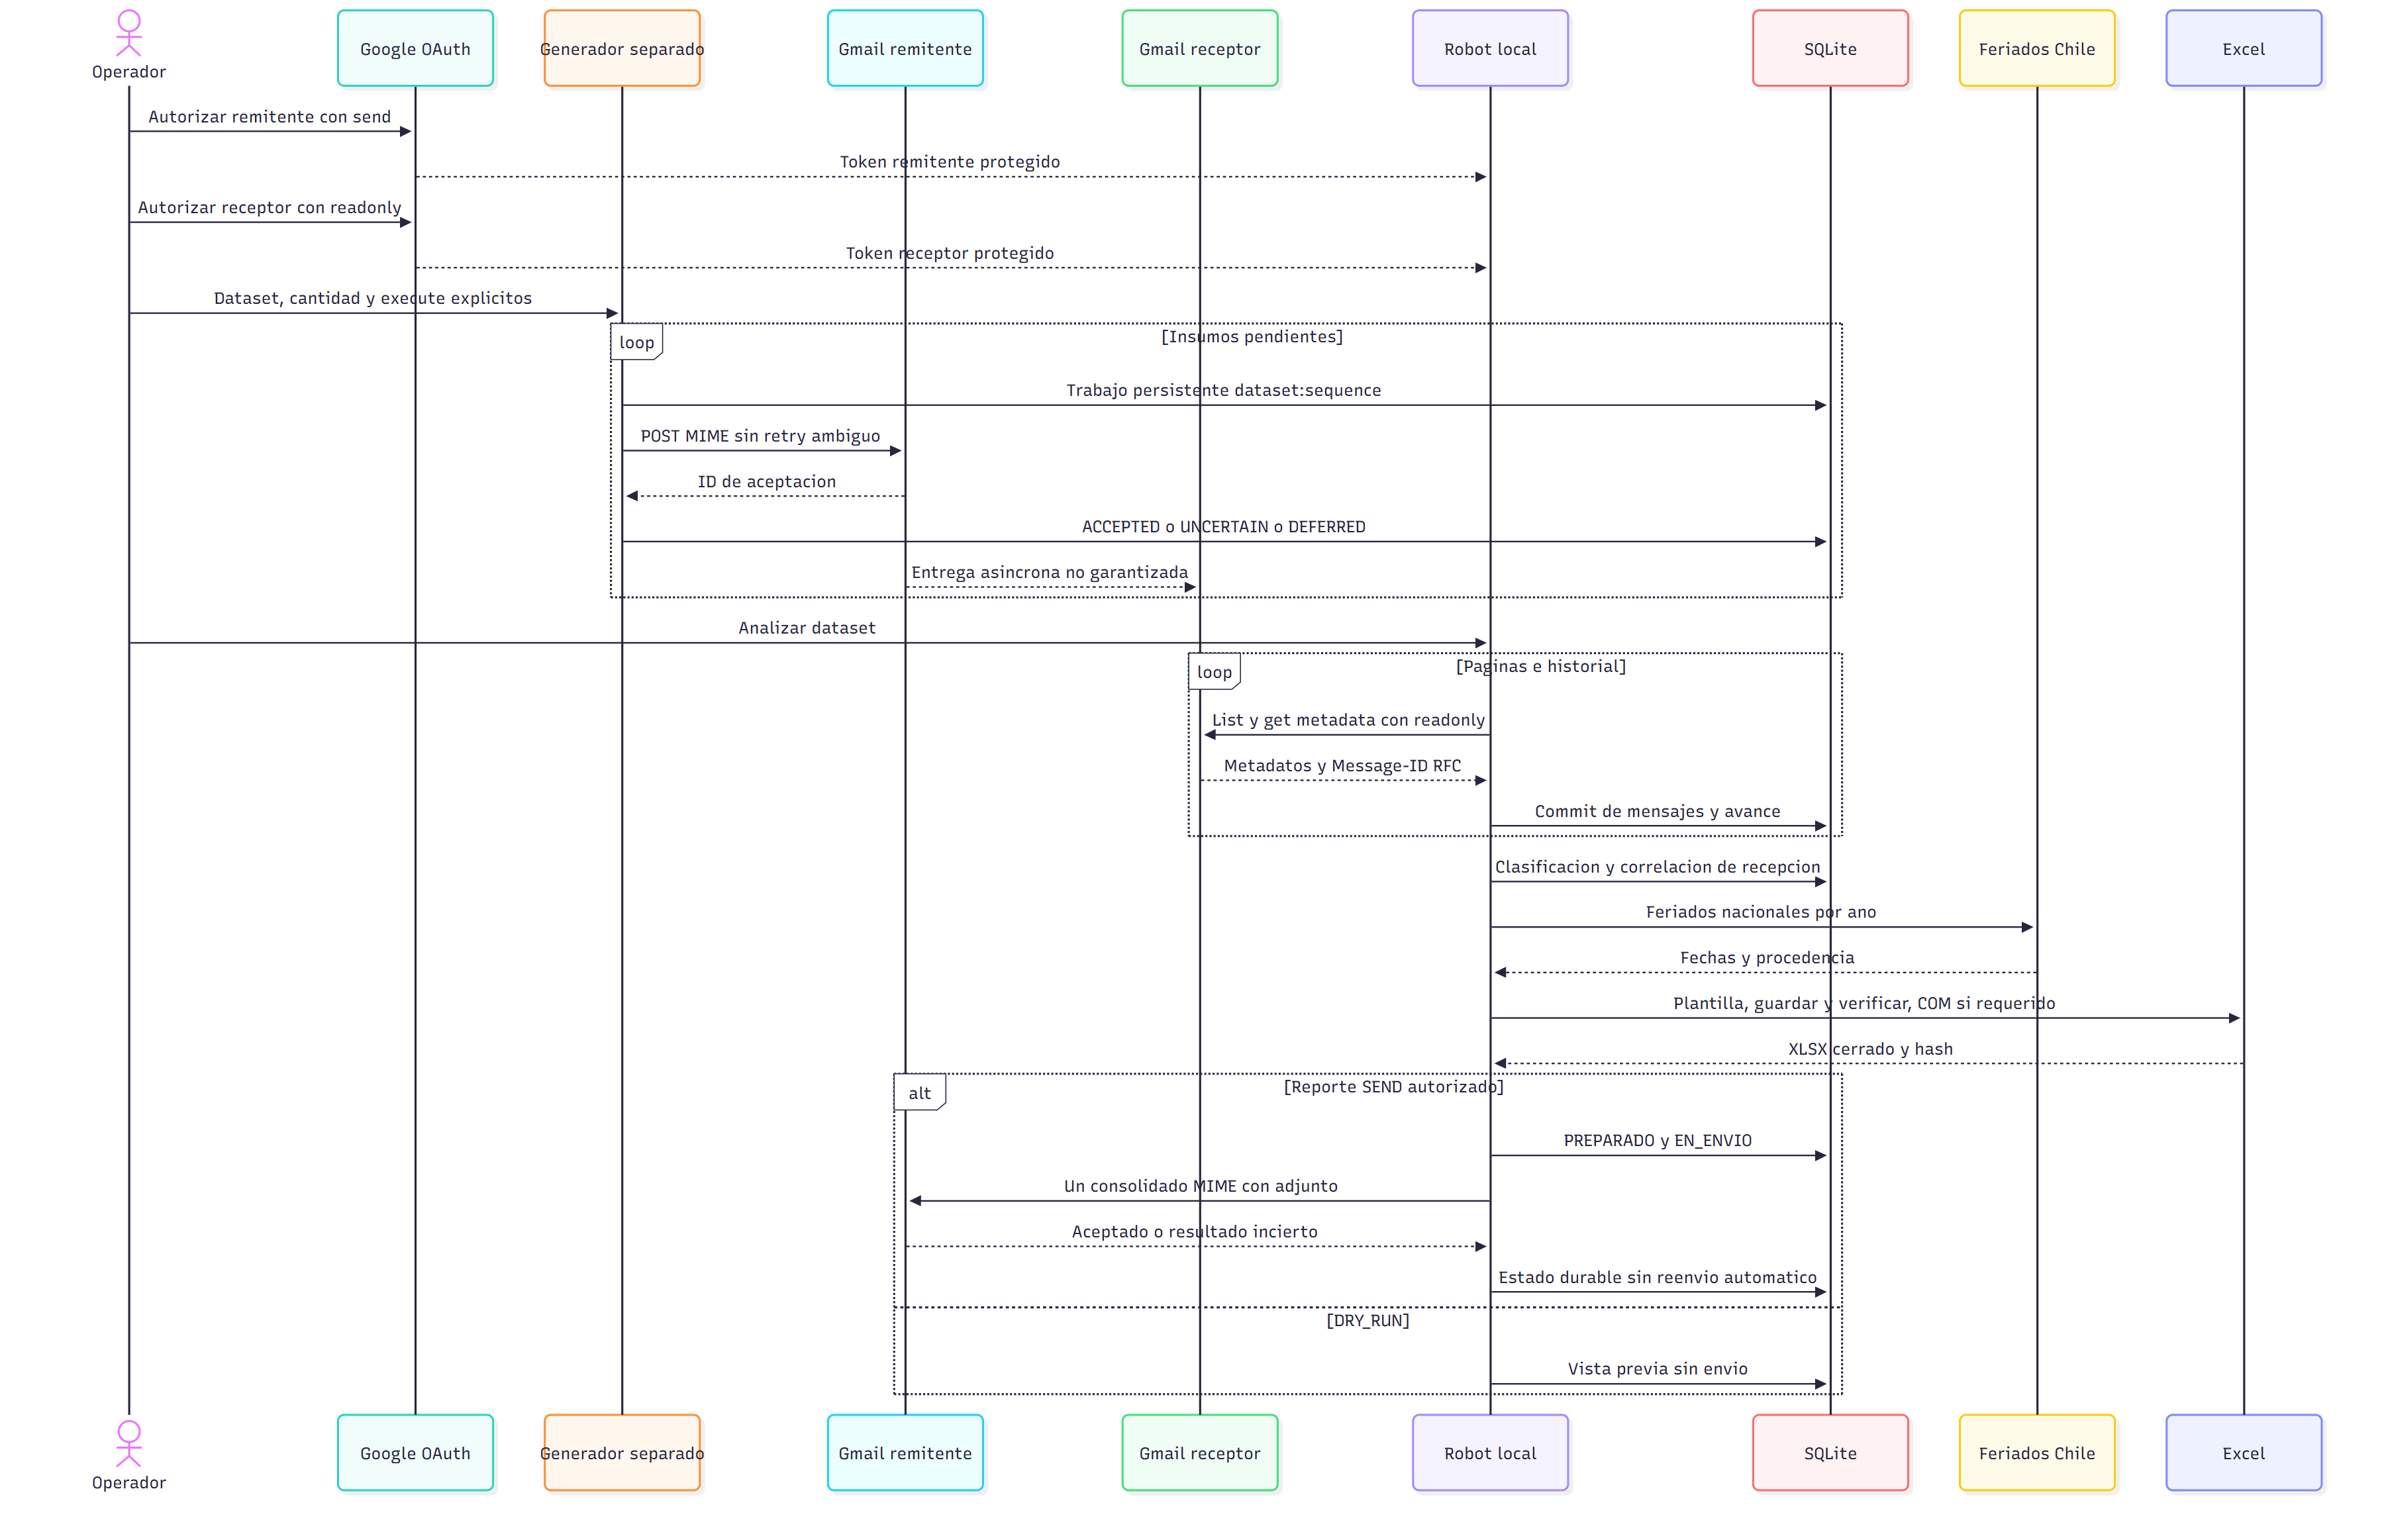 Operador
Google OAuth
Generador separado
Gmail remitente
Gmail receptor
Robot local
SQLite
Feriados Chile
Excel
Autorizar remitente con send
Token remitente protegido
Autorizar receptor con readonly
Token receptor protegido
Dataset, cantidad y execute explicitos
loop
[Insumos pendientes]
Trabajo persistente dataset:sequence
POST MIME sin retry ambiguo
ID de aceptacion
ACCEPTED o UNCERTAIN o DEFERRED
Entrega asincrona no garantizada
Analizar dataset
loop
[Paginas e historial]
List y get metadata con readonly
Metadatos y Message-ID RFC
Commit de mensajes y avance
Clasificacion y correlacion de recepcion
Feriados nacionales por ano
Fechas y procedencia
Plantilla, guardar y verificar, COM si requerido
XLSX cerrado y hash
alt
[Reporte SEND autorizado]
PREPARADO y EN_ENVIO
Un consolidado MIME con adjunto
Aceptado o resultado incierto
Estado durable sin reenvio automatico
[DRY_RUN]
Vista previa sin envio
Operador
Google OAuth
Generador separado
Gmail remitente
Gmail receptor
Robot local
SQLite
Feriados Chile
Excel